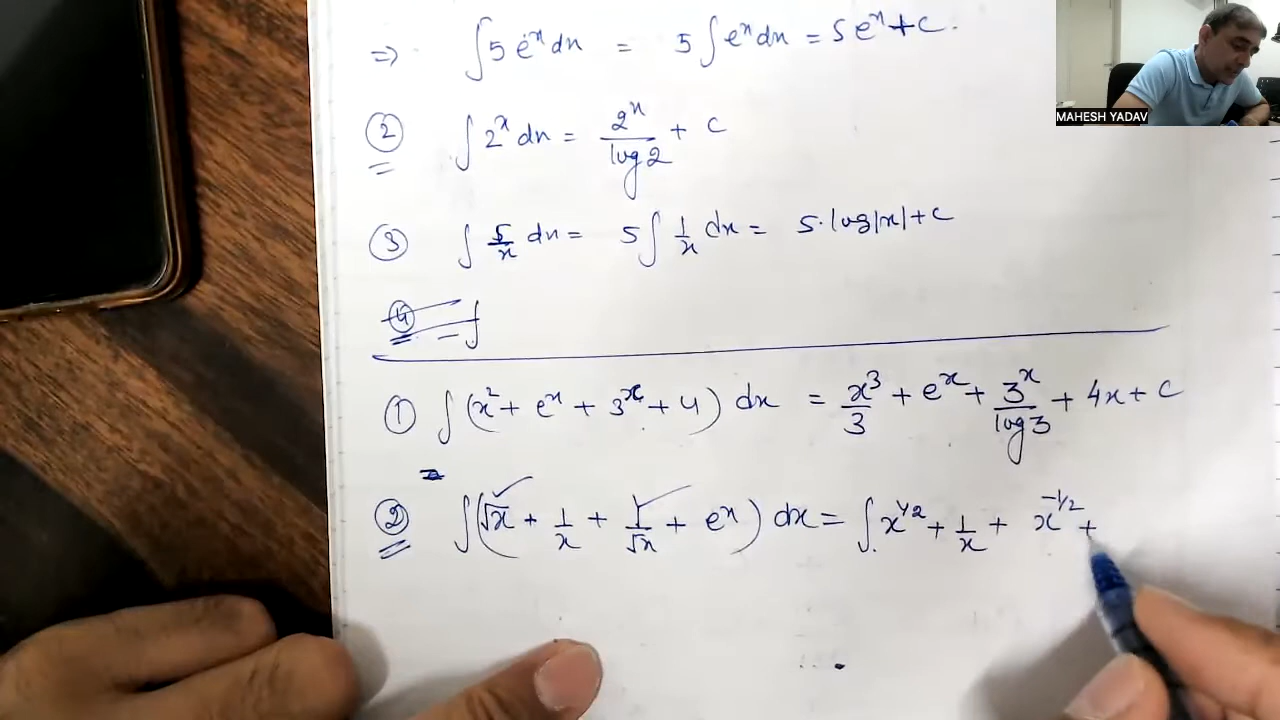 ⇒ ∫5 eˣ dx = 5 ∫eˣ dx = 5 eˣ + c.
MAHESH YADAV
② ∫2ˣ dx = 2ˣ/log 2 + c
③ ∫ 5/x dx = 5 ∫ 1/x dx = 5·log|x| + c
④ = ∫
① ∫(x² + eˣ + 3ˣ + 4) dx = x³/3 + eˣ + 3ˣ/log 3 + 4x + c
② ∫(√x + 1/x + 1/√x + eˣ) dx = ∫ x^1/2 + 1/x + x^-1/2 +